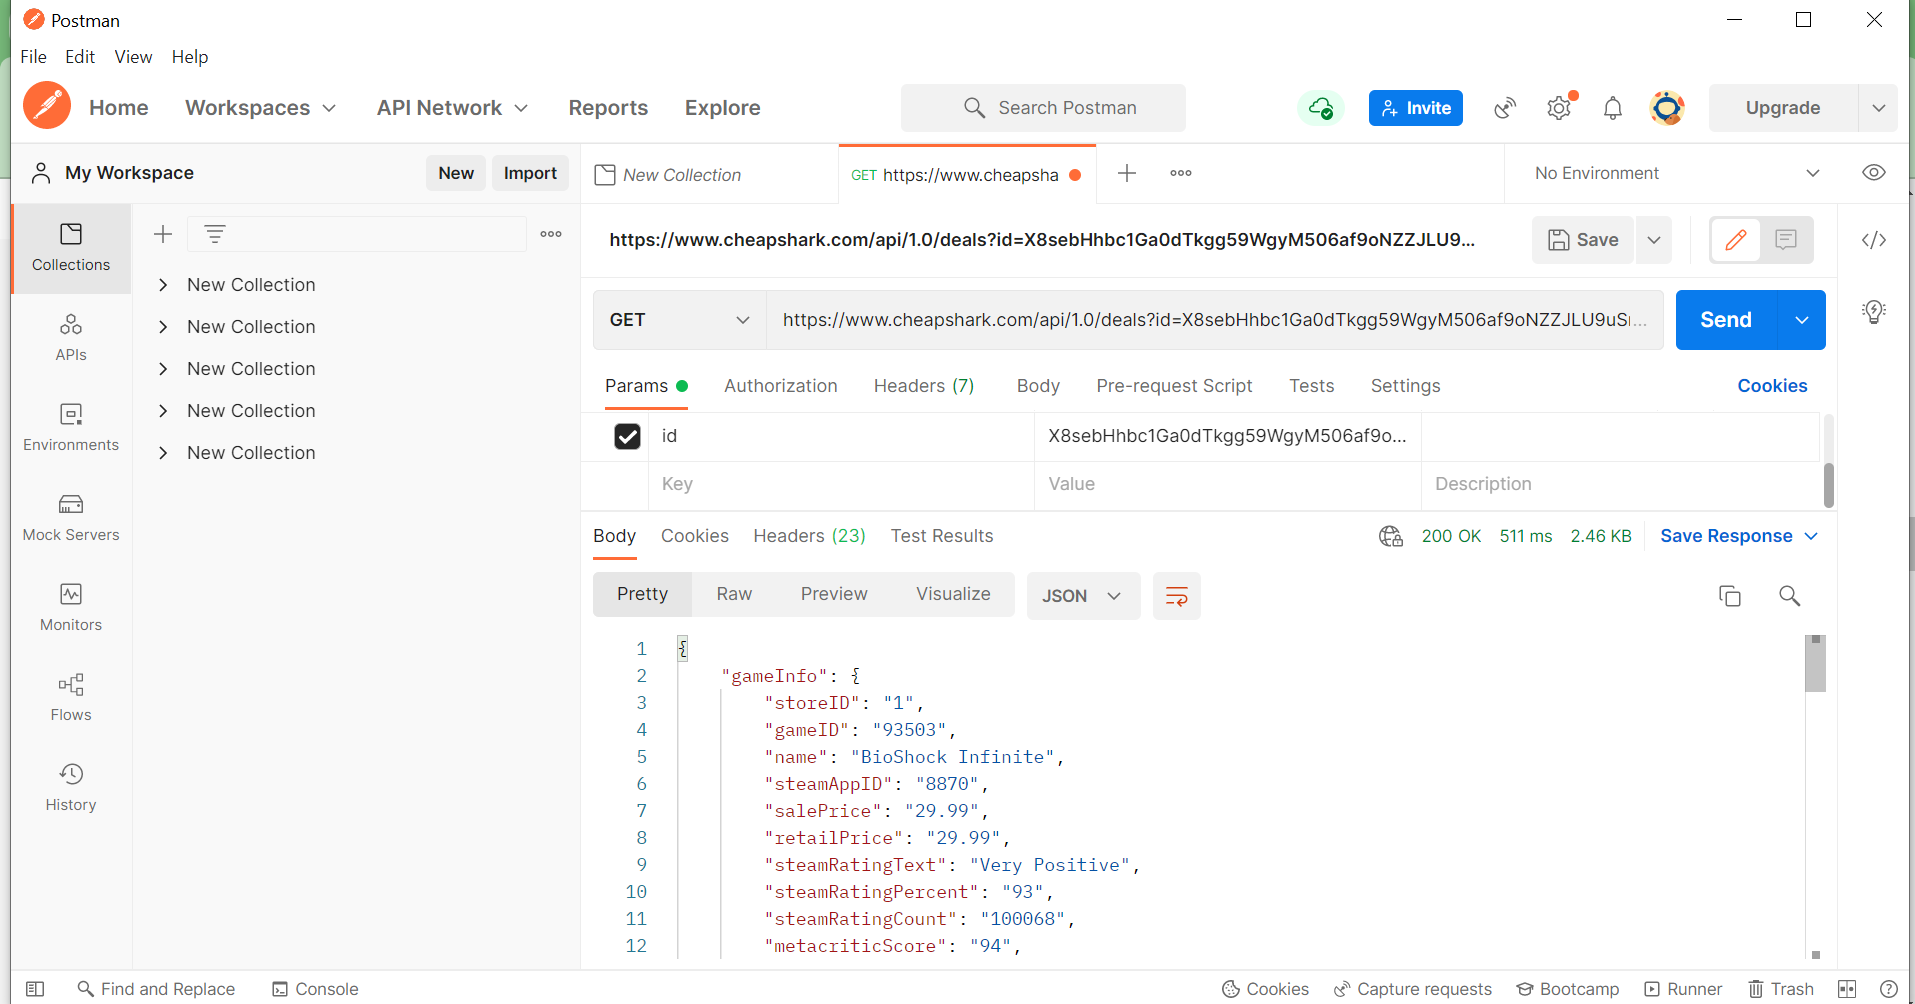 Postman
File Edit View Help
Home Workspaces API Network Reports Explore Search Postman Invite Upgrade
My Workspace New Import New Collection GET https://www.cheapsha No Environment
https://www.cheapshark.com/api/1.0/deals?id=X8sebHhbc1Ga0dTkgg59WgyM506af9oNZZJLU9... Save
Collections
New Collection
New Collection
New Collection
New Collection
New Collection
APIs
Environments
Mock Servers
Monitors
Flows
History
GET https://www.cheapshark.com/api/1.0/deals?id=X8sebHhbc1Ga0dTkgg59WgyM506af9oNZZJLU9uS... Send
Params Authorization Headers (7) Body Pre-request Script Tests Settings Cookies
id X8sebHhbc1Ga0dTkgg59WgyM506af9o...
Key Value Description
Body Cookies Headers (23) Test Results 200 OK 511 ms 2.46 KB Save Response
Pretty Raw Preview Visualize JSON
1 {
2 "gameInfo": {
3 "storeID": "1",
4 "gameID": "93503",
5 "name": "BioShock Infinite",
6 "steamAppID": "8870",
7 "salePrice": "29.99",
8 "retailPrice": "29.99",
9 "steamRatingText": "Very Positive",
10 "steamRatingPercent": "93",
11 "steamRatingCount": "100068",
12 "metacriticScore": "94",
Find and Replace Console Cookies Capture requests Bootcamp Runner Trash